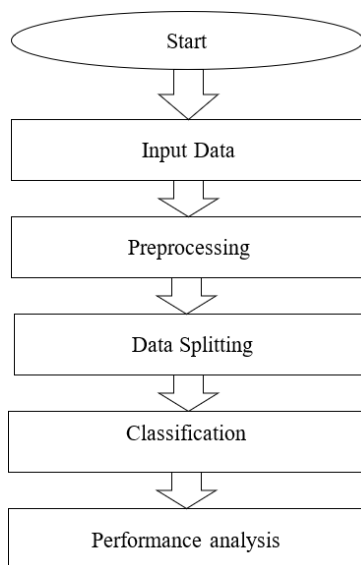 Start
Input Data
Preprocessing
Data Splitting
Classification
Performance analysis